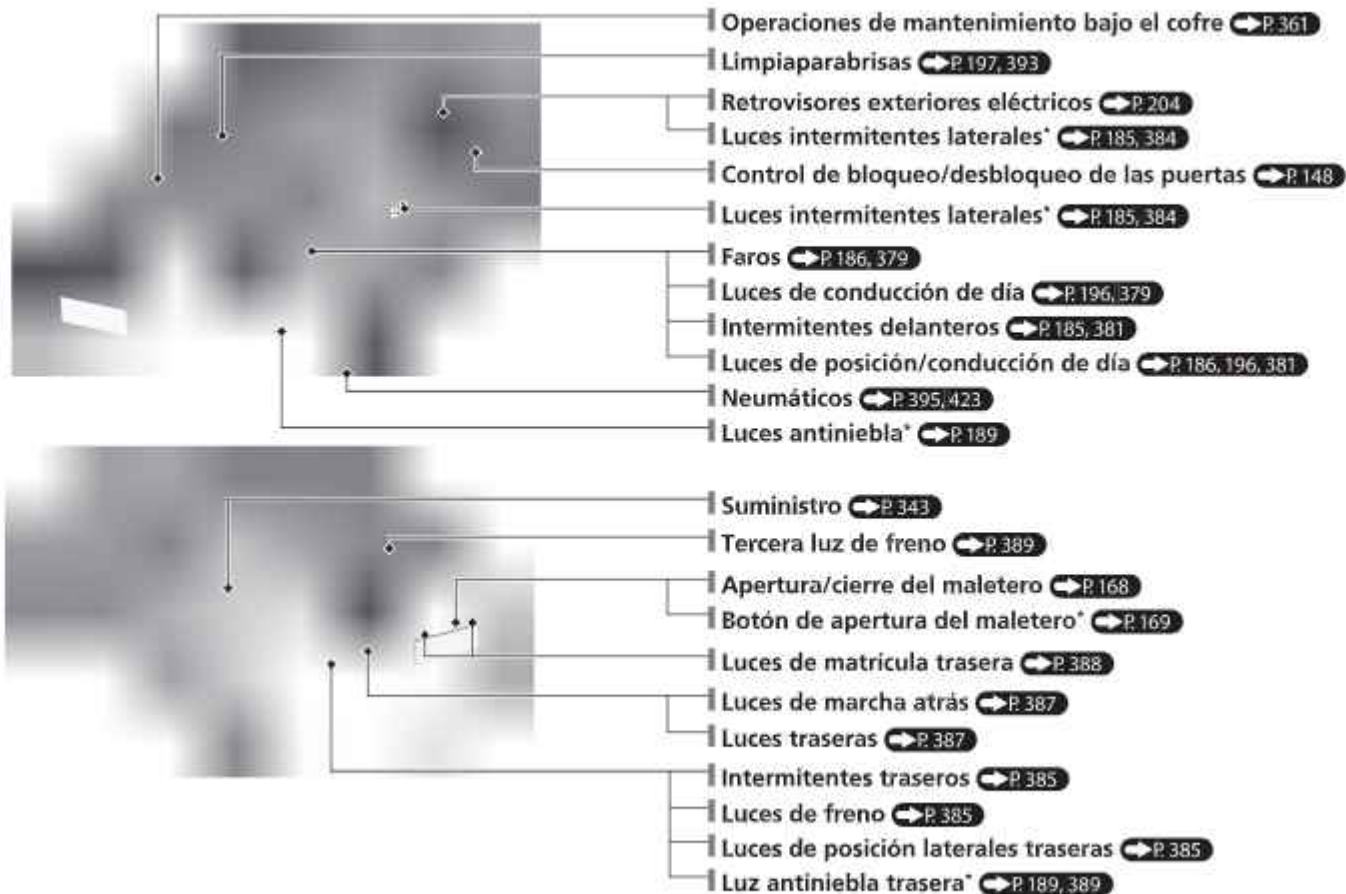 Operaciones de mantenimiento bajo el cofre ➡P. 361
Limpiaparabrisas ➡P. 197, 393
Retrovisores exteriores eléctricos ➡P. 204
Luces intermitentes laterales* ➡P. 185, 384
Control de bloqueo/desbloqueo de las puertas ➡P. 148
Luces intermitentes laterales* ➡P. 185, 384
Faros ➡P. 186, 379
Luces de conducción de día ➡P. 196, 379
Intermitentes delanteros ➡P. 185, 381
Luces de posición/conducción de día ➡P. 186, 196, 381
Neumáticos ➡P. 395, 423
Luces antiniebla* ➡P. 189
Suministro ➡P. 343
Tercera luz de freno ➡P. 389
Apertura/cierre del maletero ➡P. 168
Botón de apertura del maletero* ➡P. 169
Luces de matrícula trasera ➡P. 388
Luces de marcha atrás ➡P. 387
Luces traseras ➡P. 387
Intermitentes traseros ➡P. 385
Luces de freno ➡P. 385
Luces de posición laterales traseras ➡P. 385
Luz antiniebla trasera* ➡P. 189, 389